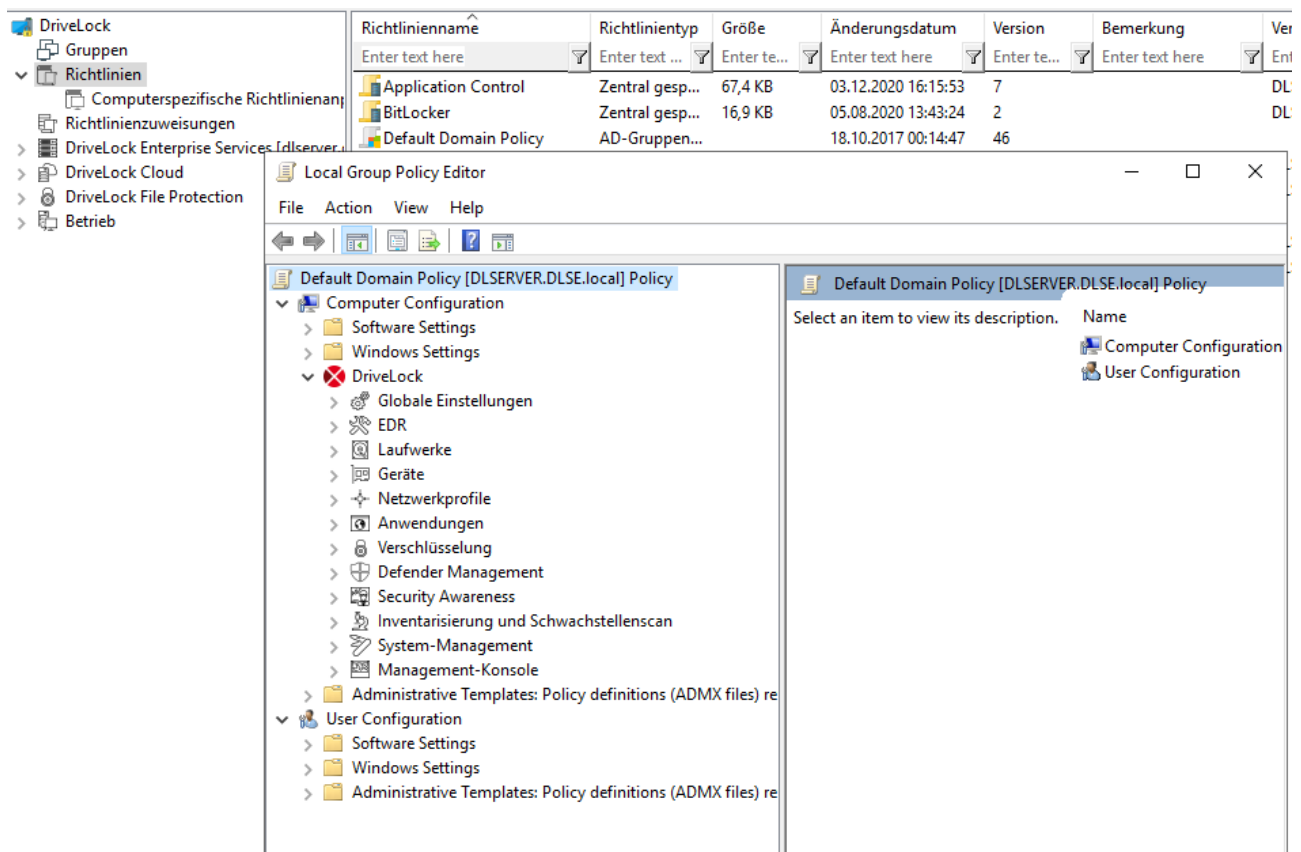 DriveLock
Gruppen
Richtlinien
Computerspezifische Richtlinienan
Richtlinienzuweisungen
DriveLock Enterprise Services [dlserver.
DriveLock Cloud
DriveLock File Protection
Betrieb
Richtlinienname Richtlinientyp Größe Änderungsdatum Version Bemerkung Ver
Enter text here Enter text ... Enter te... Enter text here Enter te... Enter text here Ent
Application Control Zentral gesp... 67,4 KB 03.12.2020 16:15:53 7 DL
BitLocker Zentral gesp... 16,9 KB 05.08.2020 13:43:24 2 DL
Default Domain Policy AD-Gruppen... 18.10.2017 00:14:47 46
Local Group Policy Editor
File Action View Help
Default Domain Policy [DLSERVER.DLSE.local] Policy
Computer Configuration
Software Settings
Windows Settings
DriveLock
Globale Einstellungen
EDR
Laufwerke
Geräte
Netzwerkprofile
Anwendungen
Verschlüsselung
Defender Management
Security Awareness
Inventarisierung und Schwachstellenscan
System-Management
Management-Konsole
Administrative Templates: Policy definitions (ADMX files) re
User Configuration
Software Settings
Windows Settings
Administrative Templates: Policy definitions (ADMX files) re
Default Domain Policy [DLSERVER.DLSE.local] Policy
Select an item to view its description. Name
Computer Configuration
User Configuration